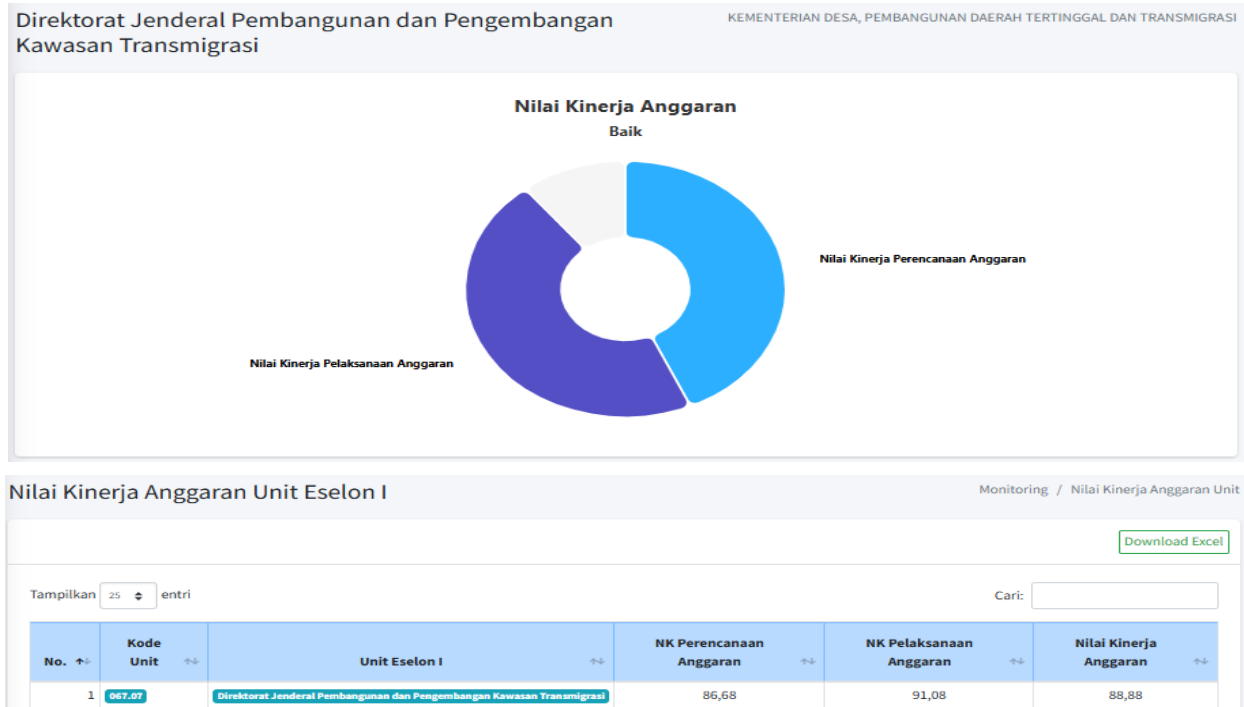 Direktorat Jenderal Pembangunan dan Pengembangan
Kawasan Transmigrasi
KEMENTERIAN DESA, PEMBANGUNAN DAERAH TERTINGGAL DAN TRANSMIGRASI
Nilai Kinerja Anggaran
Baik
Nilai Kinerja Perencanaan Anggaran
Nilai Kinerja Pelaksanaan Anggaran
Nilai Kinerja Anggaran Unit Eselon I
Monitoring / Nilai Kinerja Anggaran Unit
Download Excel
Tampilkan 25 entri
Cari:
No. Kode Unit Unit Eselon I NK Perencanaan Anggaran NK Pelaksanaan Anggaran Nilai Kinerja Anggaran
1 067.07 Direktorat Jenderal Pembangunan dan Pengembangan Kawasan Transmigrasi 86,68 91,08 88,88